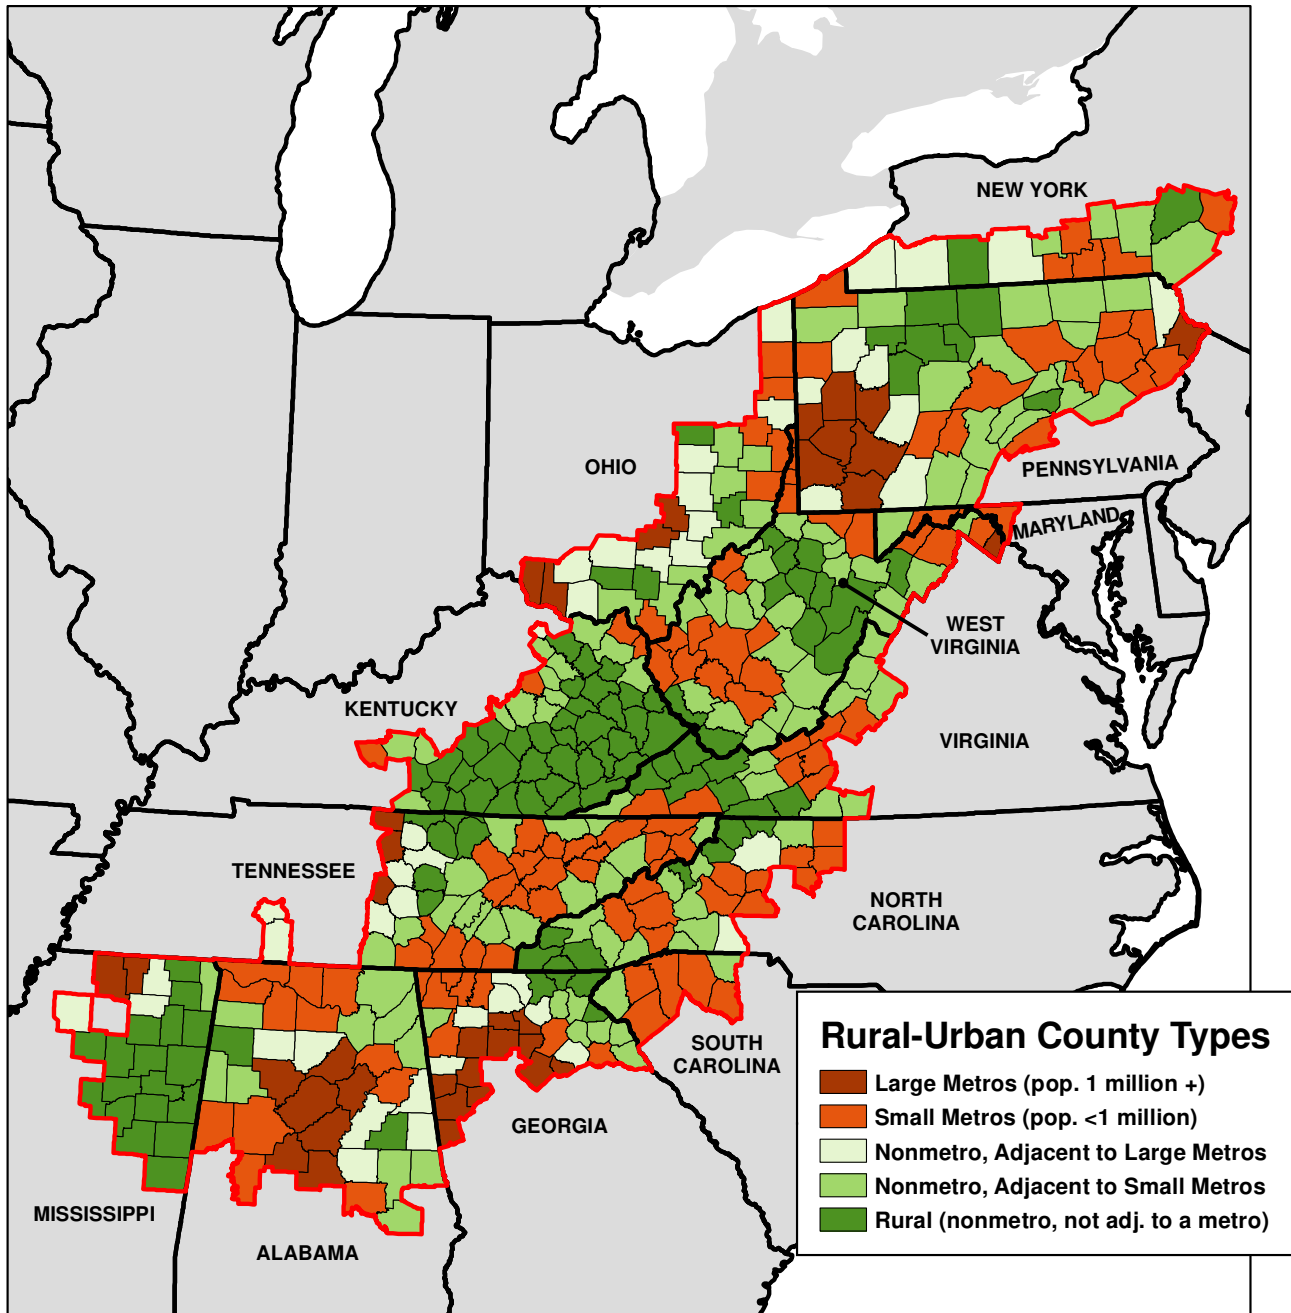 NEW YORK
OHIO
PENNSYLVANIA
MARYLAND
WEST
VIRGINIA
KENTUCKY
VIRGINIA
TENNESSEE
NORTH
CAROLINA
SOUTH
CAROLINA
GEORGIA
MISSISSIPPI
ALABAMA
Rural-Urban County Types
Large Metros (pop. 1 million +)
Small Metros (pop. <1 million)
Nonmetro, Adjacent to Large Metros
Nonmetro, Adjacent to Small Metros
Rural (nonmetro, not adj. to a metro)